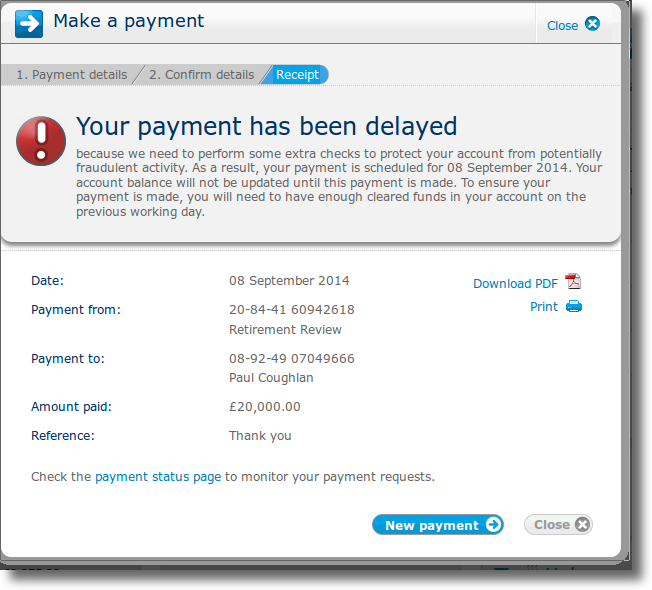 Make a payment
Close
1. Payment details
2. Confirm details
Receipt
Your payment has been delayed
because we need to perform some extra checks to protect your account from potentially
fraudulent activity. As a result, your payment is scheduled for 08 September 2014. Your
account balance will not be updated until this payment is made. To ensure your
payment is made, you will need to have enough cleared funds in your account on the
previous working day.
Date: 08 September 2014
Download PDF
Payment from: 20-84-41 60942618
Print
Retirement Review
Payment to: 08-92-49 07049666
Paul Coughlan
Amount paid: £20,000.00
Reference: Thank you
Check the payment status page to monitor your payment requests.
New payment
Close